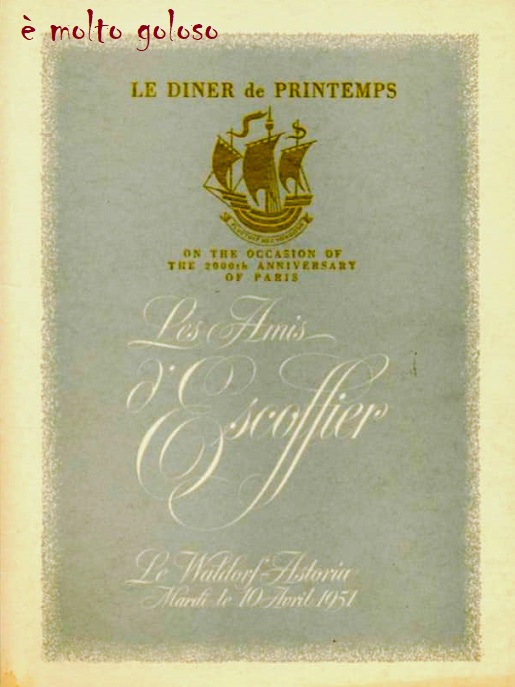 è molto goloso
LE DINER de PRINTEMPS
ON THE OCCASION OF
THE 2000th ANNIVERSARY
OF PARIS
Les Amis
d'Escoffier
Le Waldorf-Astoria
Mardi le 10 Avril 1951